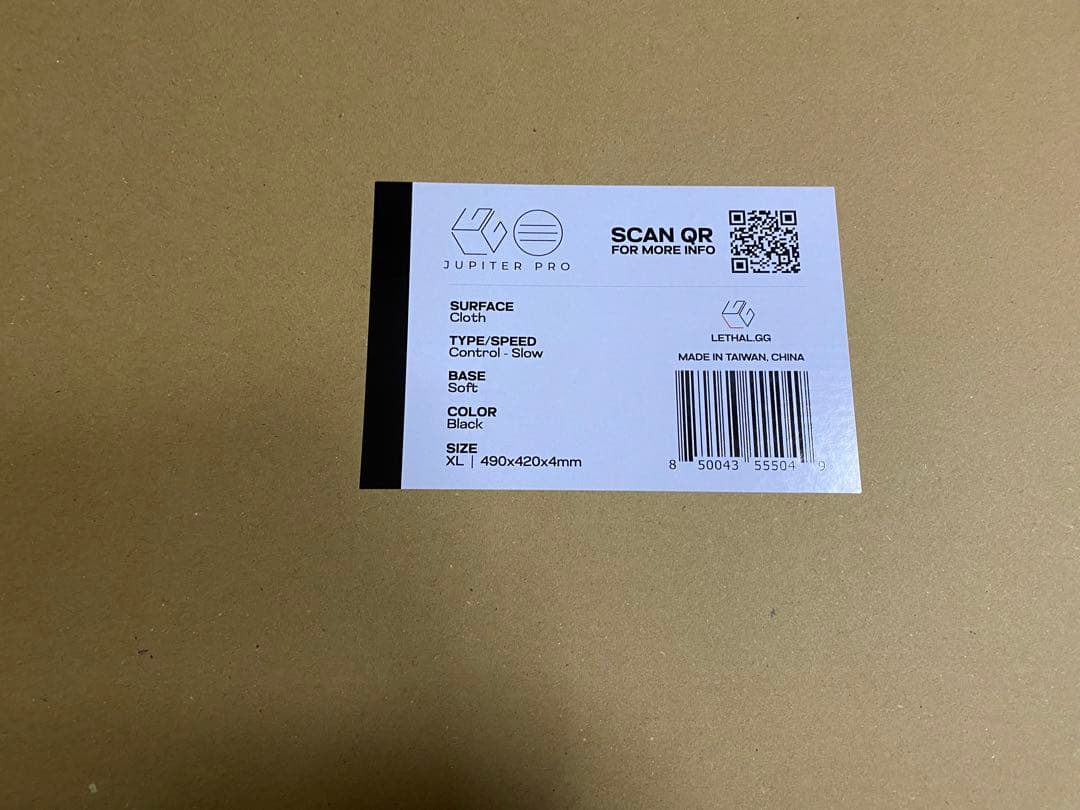 JUPITER PRO
SCAN QR
FOR MORE INFO
SURFACE
Cloth
TYPE/SPEED
Control - Slow
BASE
Soft
COLOR
Black
SIZE
XL | 490x420x4mm
LETHAL.GG
MADE IN TAIWAN, CHINA
8 50043 55504 9